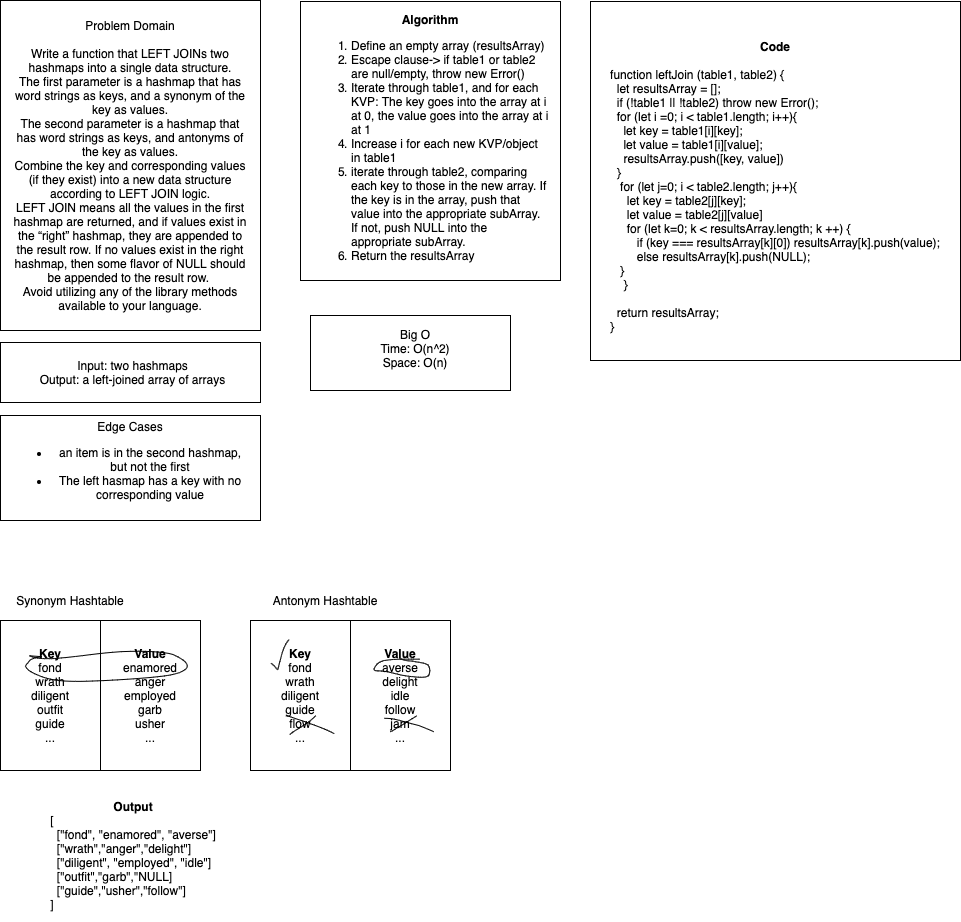 Problem Domain
Write a function that LEFT JOINs two
hashmaps into a single data structure.
The first parameter is a hashmap that has
word strings as keys, and a synonym of the
key as values.
The second parameter is a hashmap that
has word strings as keys, and antonyms of
the key as values.
Combine the key and corresponding values
(if they exist) into a new data structure
according to LEFT JOIN logic.
LEFT JOIN means all the values in the first
hashmap are returned, and if values exist in
the “right” hashmap, they are appended to
the result row. If no values exist in the right
hashmap, then some flavor of NULL should
be appended to the result row.
Avoid utilizing any of the library methods
available to your language.
Input: two hashmaps
Output: a left-joined array of arrays
Edge Cases
• an item is in the second hashmap,
but not the first
• The left hasmap has a key with no
corresponding value
Algorithm
1. Define an empty array (resultsArray)
2. Escape clause-> if table1 or table2
are null/empty, throw new Error()
3. Iterate through table1, and for each
KVP: The key goes into the array at i
at 0, the value goes into the array at i
at 1
4. Increase i for each new KVP/object
in table1
5. iterate through table2, comparing
each key to those in the new array. If
the key is in the array, push that
value into the appropriate subArray.
If not, push NULL into the
appropriate subArray.
6. Return the resultsArray
Big O
Time: O(n^2)
Space: O(n)
Code
function leftJoin (table1, table2) {
let resultsArray = [];
if (!table1 || !table2) throw new Error();
for (let i =0; i < table1.length; i++){
let key = table1[i][key];
let value = table1[i][value];
resultsArray.push([key, value])
}
for (let j=0; i < table2.length; j++){
let key = table2[j][key];
let value = table2[j][value]
for (let k=0; k < resultsArray.length; k ++) {
if (key === resultsArray[k][0]) resultsArray[k].push(value);
else resultsArray[k].push(NULL);
}
}
return resultsArray;
}
Synonym Hashtable
Key Value
fond enamored
wrath anger
diligent employed
outfit garb
guide usher
... ...
Antonym Hashtable
Key Value
fond averse
wrath delight
diligent idle
guide follow
flow jam
... ...
Output
[
["fond", "enamored", "averse"]
["wrath","anger","delight"]
["diligent", "employed", "idle"]
["outfit","garb","NULL]
["guide","usher","follow"]
]